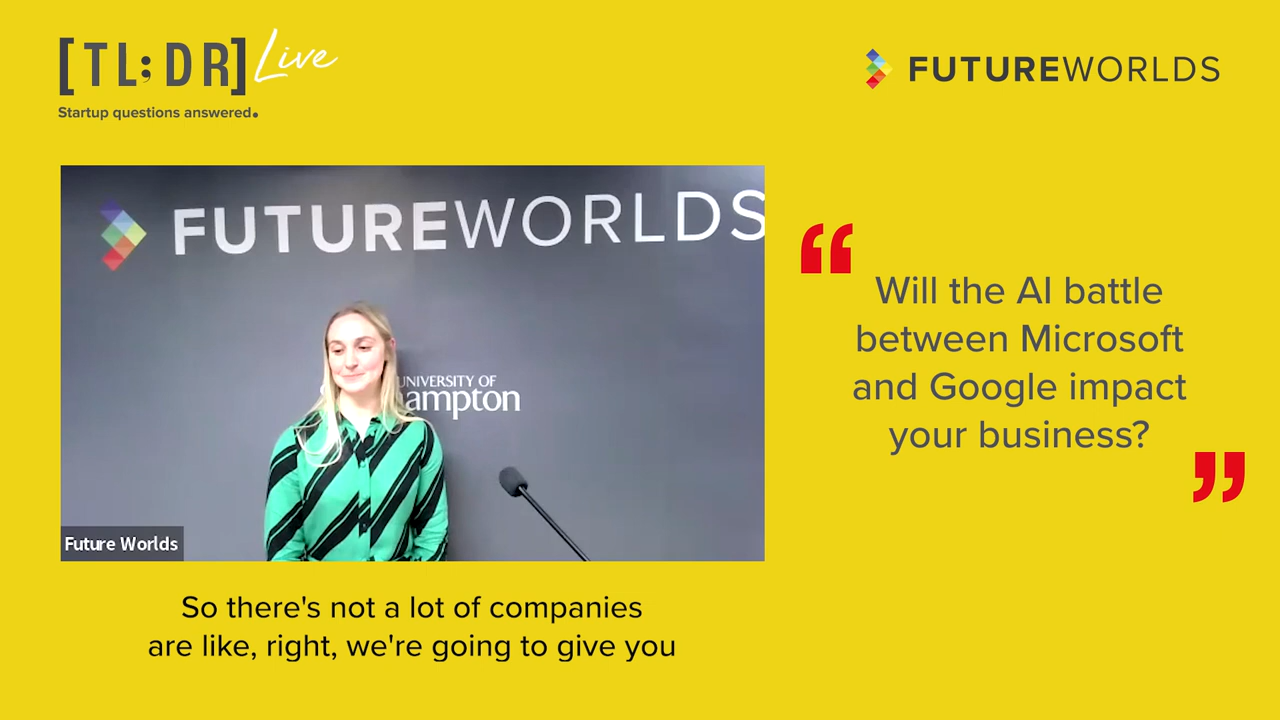 [TL;DR] Live
Startup questions answered.
FUTUREWORLDS
FUTUREWORLDS
UNIVERSITY OF
ampton
Future Worlds
“
Will the AI battle
between Microsoft
and Google impact
your business?
”
So there's not a lot of companies
are like, right, we're going to give you